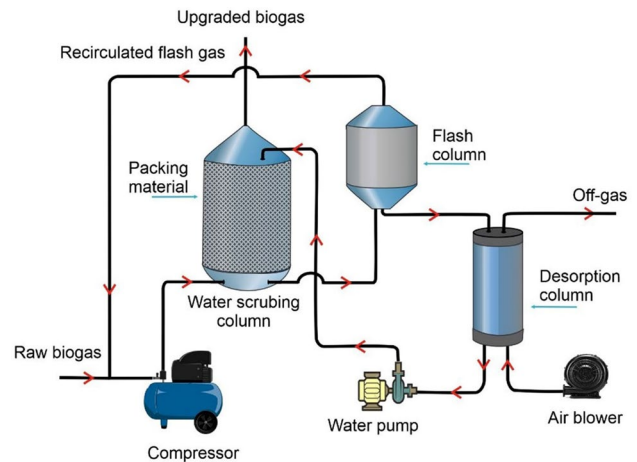 Upgraded biogas
Recirculated flash gas
Flash
column
Packing
material
Off-gas
Desorption
column
Water scrubing
column
Raw biogas
Compressor
Water pump
Air blower